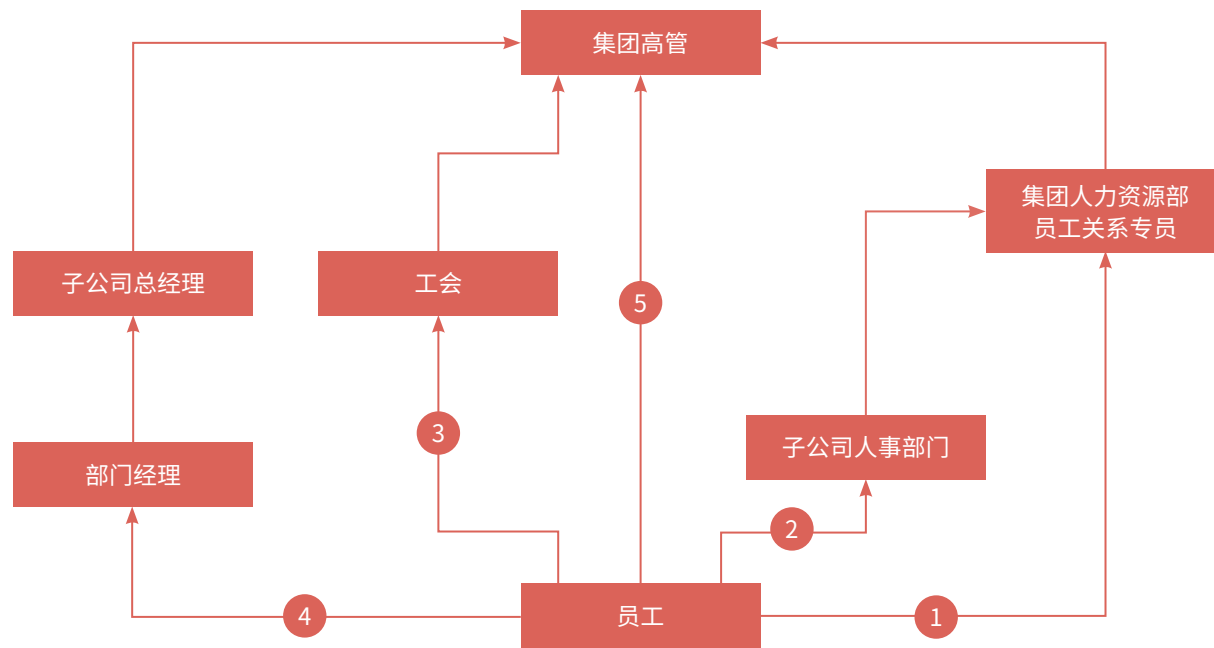 集团高管
集团人力资源部
员工关系专员
子公司总经理
工会
5
3
子公司人事部门
部门经理
2
员工
4
1